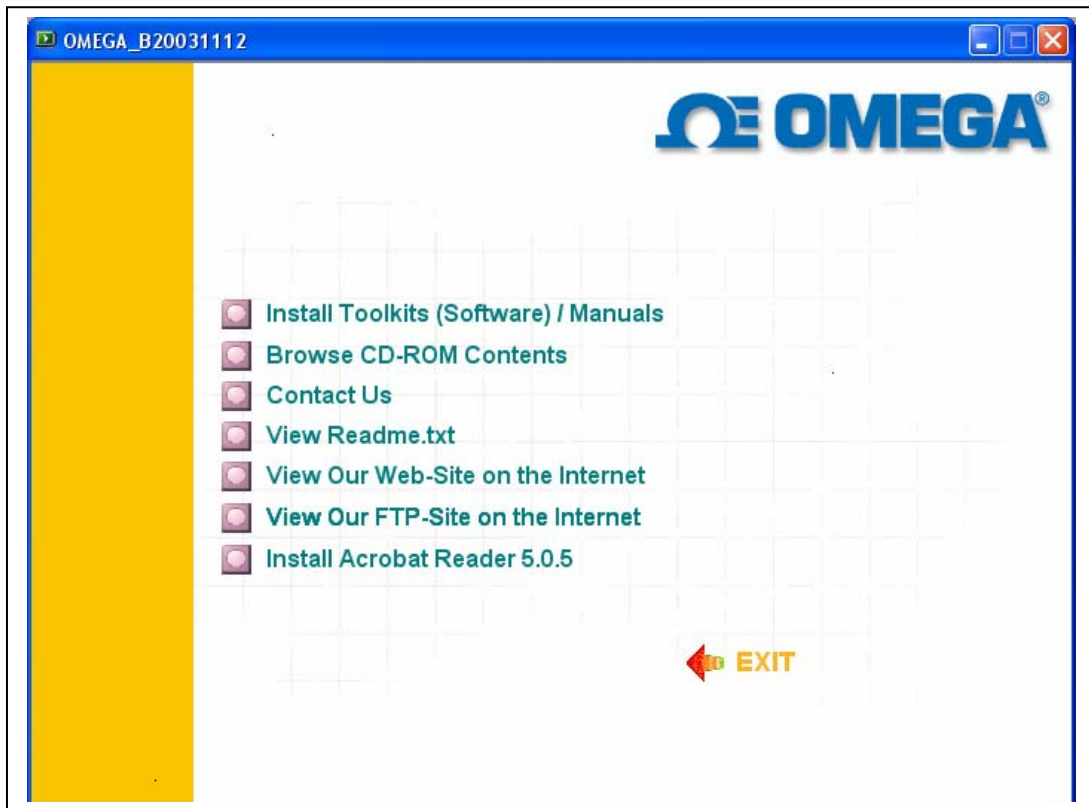 OMEGA_B20031112
OMEGA®
Install Toolkits (Software) / Manuals
Browse CD-ROM Contents
Contact Us
View Readme.txt
View Our Web-Site on the Internet
View Our FTP-Site on the Internet
Install Acrobat Reader 5.0.5
EXIT